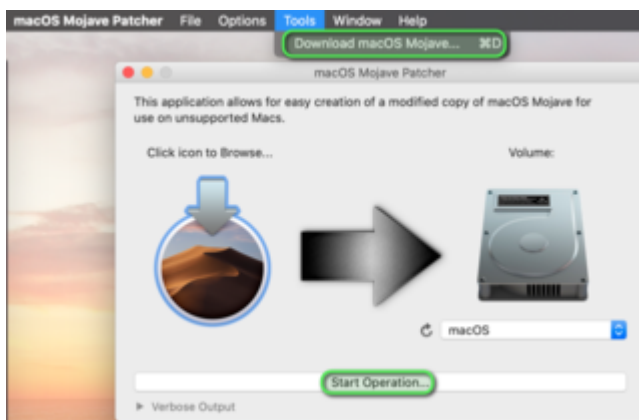 macOS Mojave Patcher File Options Tools Window Help
Download macOS Mojave... ⌘D
macOS Mojave Patcher
This application allows for easy creation of a modified copy of macOS Mojave for
use on unsupported Macs.
Click icon to Browse...
Volume:
macOS
Start Operation...
Verbose Output